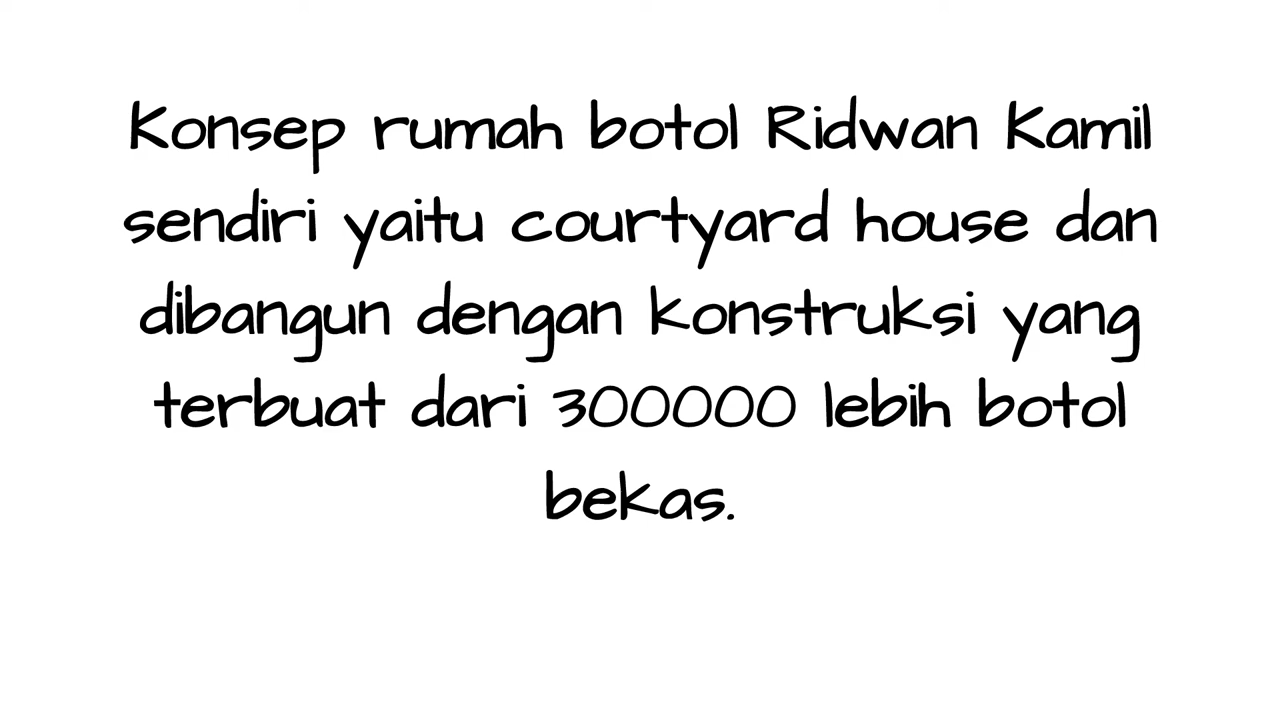 Konsep rumah botol Ridwan Kamil
sendiri yaitu courtyard house dan
dibangun dengan konstruksi yang
terbuat dari 300000 lebih botol
bekas.